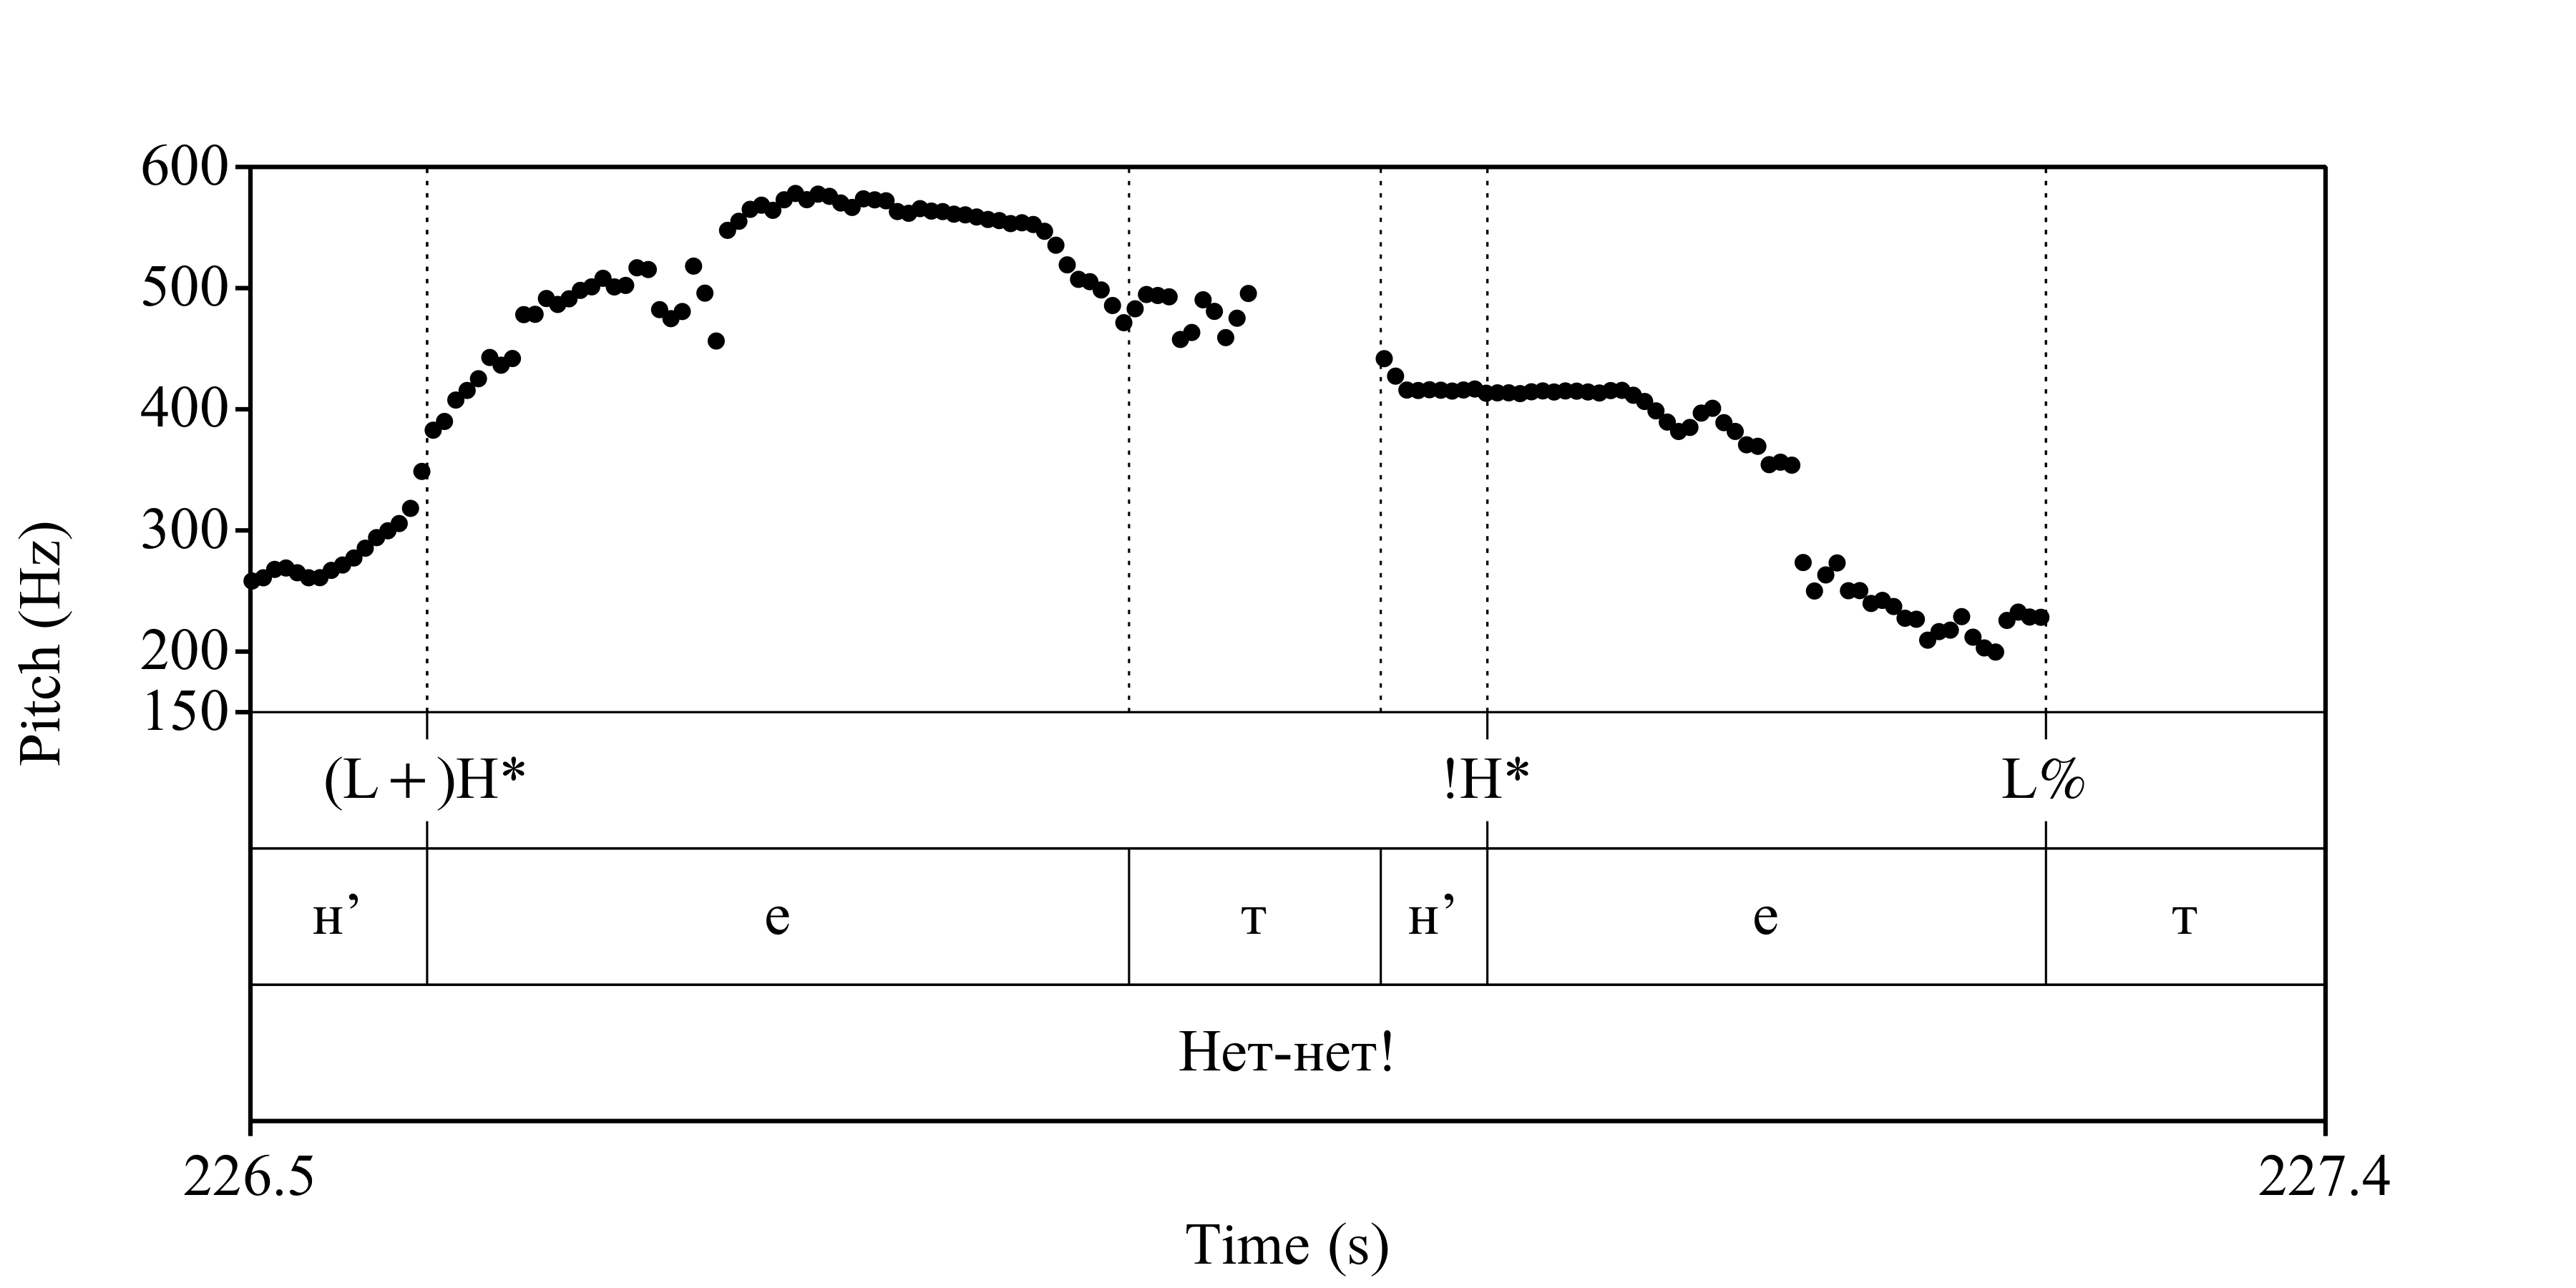 600
500
400
300
200
150
Pitch (Hz)
(L+)H* !H* L%
н’ е т н’ е т
Нет-нет!
226.5 227.4
Time (s)